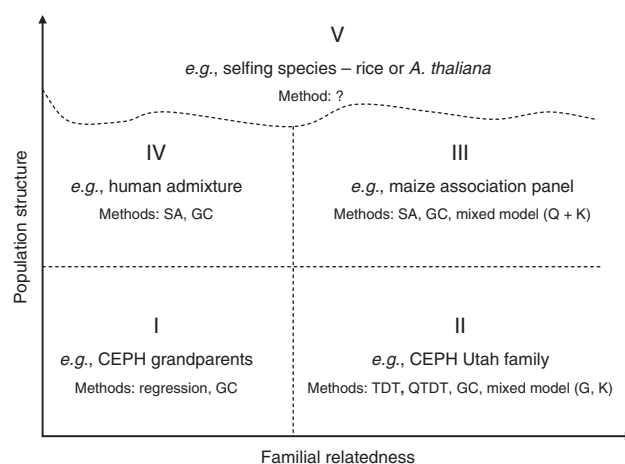 V
e.g., selfing species – rice or A. thaliana
Method: ?
IV
e.g., human admixture
Methods: SA, GC
III
e.g., maize association panel
Methods: SA, GC, mixed model (Q + K)
I
e.g., CEPH grandparents
Methods: regression, GC
II
e.g., CEPH Utah family
Methods: TDT, QTDT, GC, mixed model (G, K)
Population structure
Familial relatedness